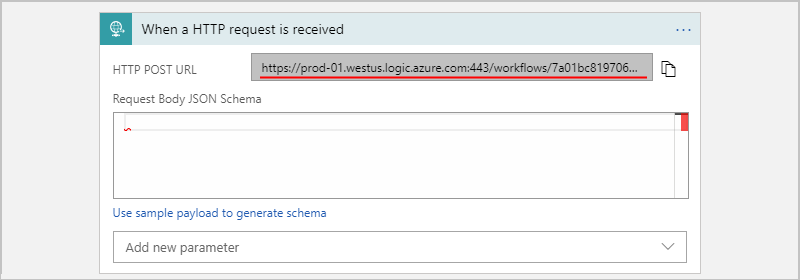 When a HTTP request is received
HTTP POST URL
https://prod-01.westus.logic.azure.com:443/workflows/7a01bc819706...
Request Body JSON Schema
Use sample payload to generate schema
Add new parameter